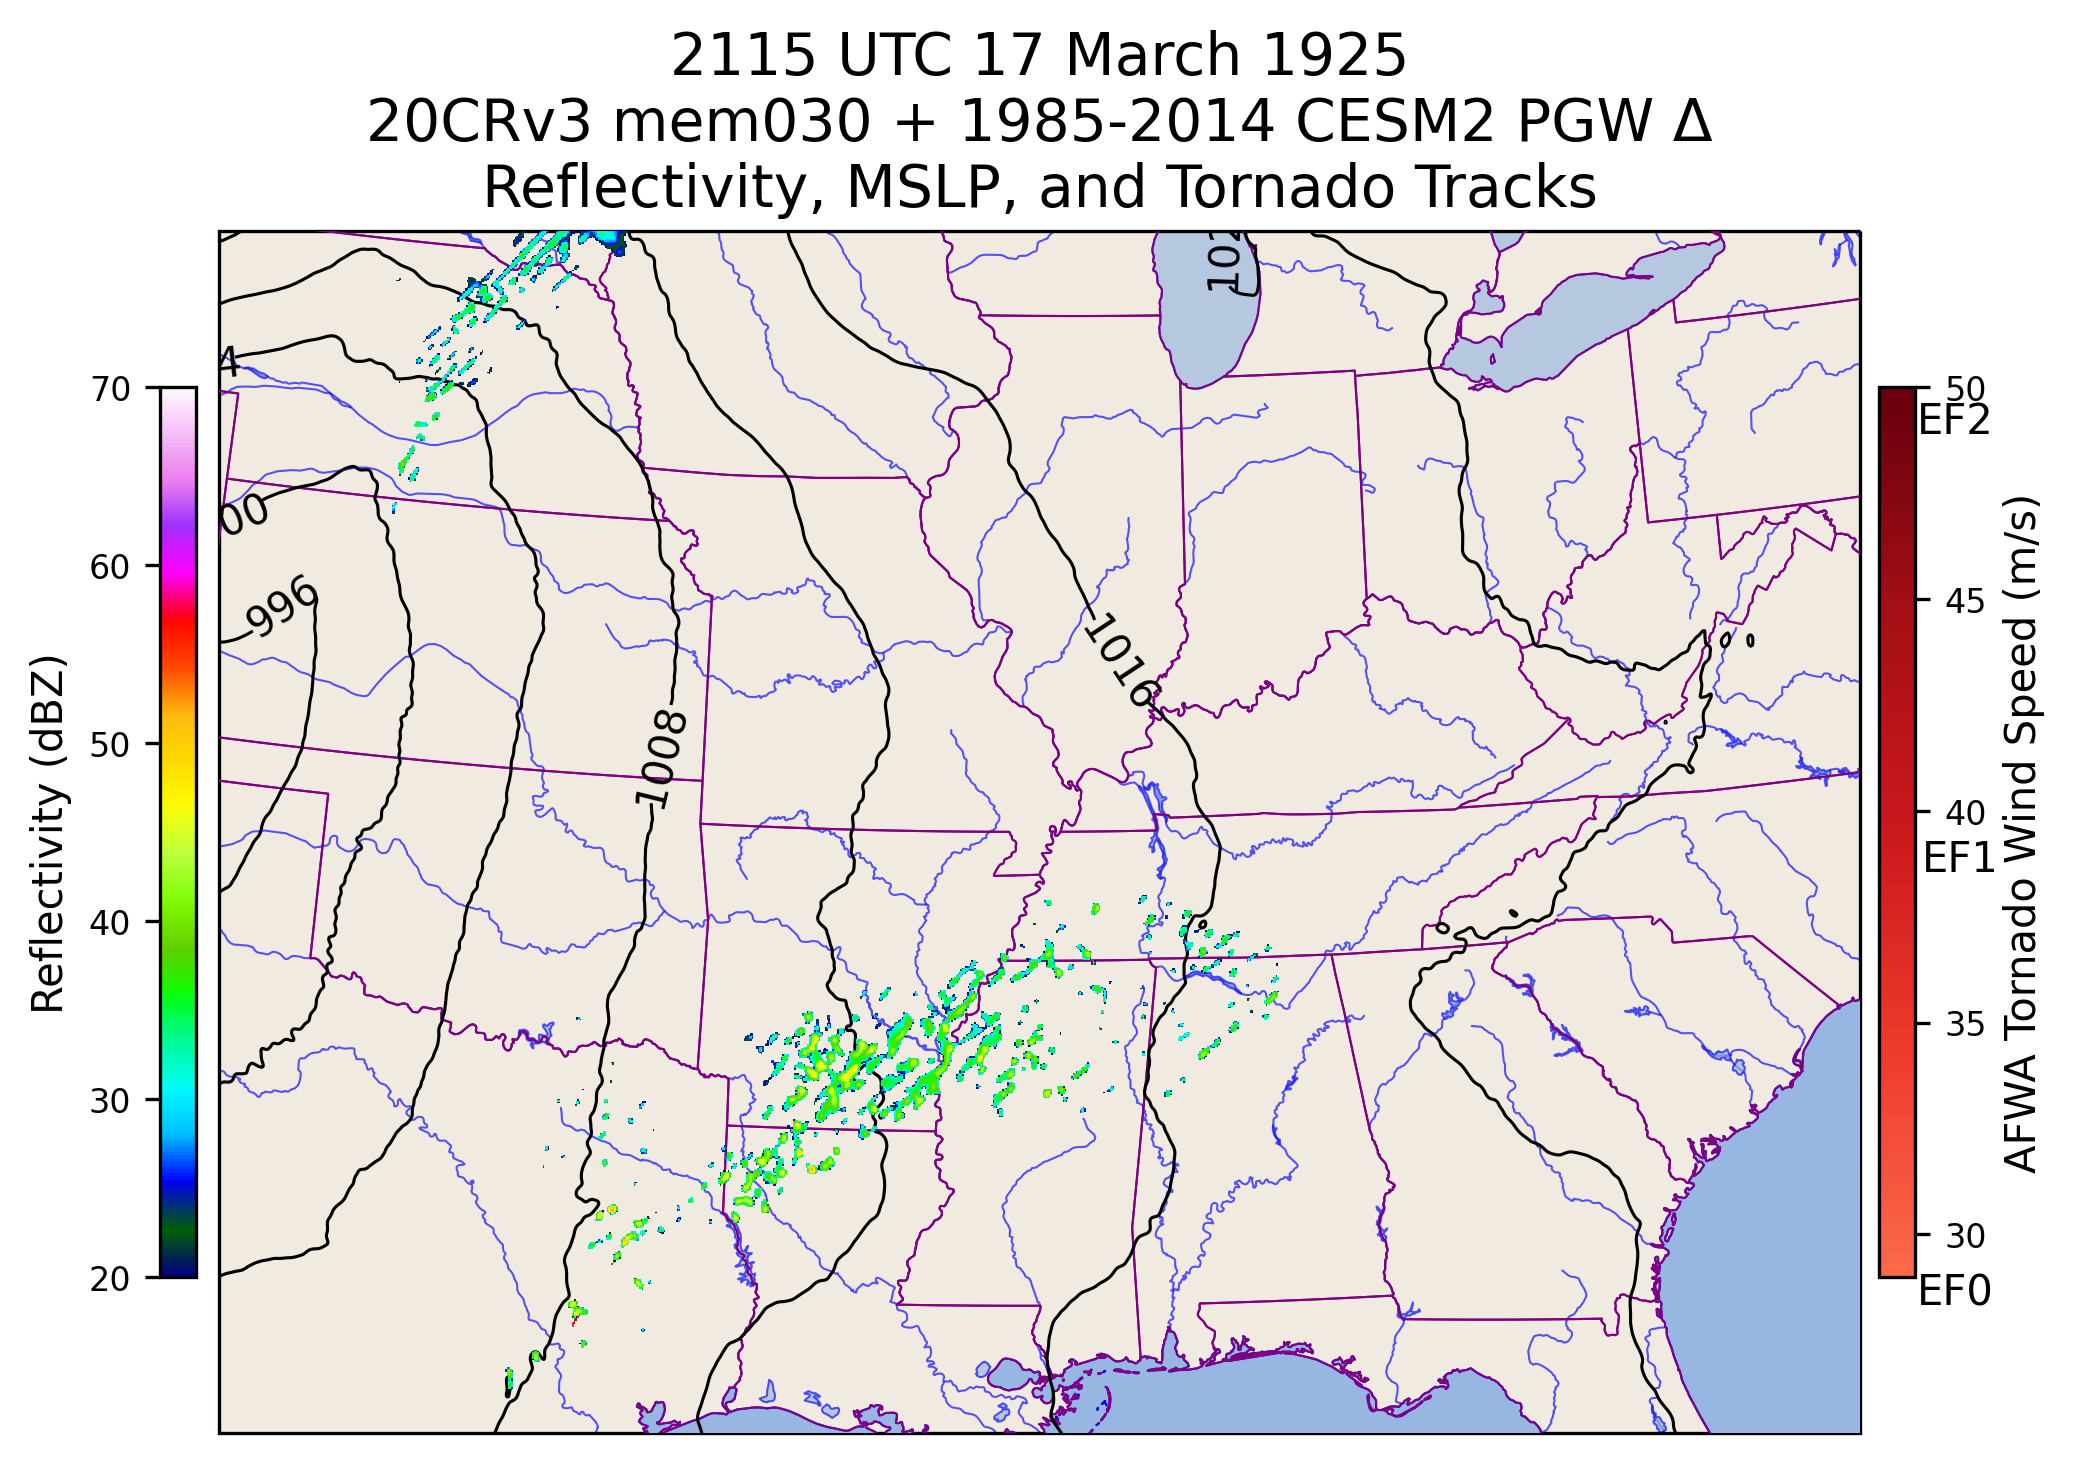 2115 UTC 17 March 1925
20CRv3 mem030 + 1985-2014 CESM2 PGW Δ
Reflectivity, MSLP, and Tornado Tracks
70
60
50
40
30
20
Reflectivity (dBZ)
4
00
996
1008
1016
50
EF2
45
40
EF1
35
30
EF0
AFWA Tornado Wind Speed (m/s)